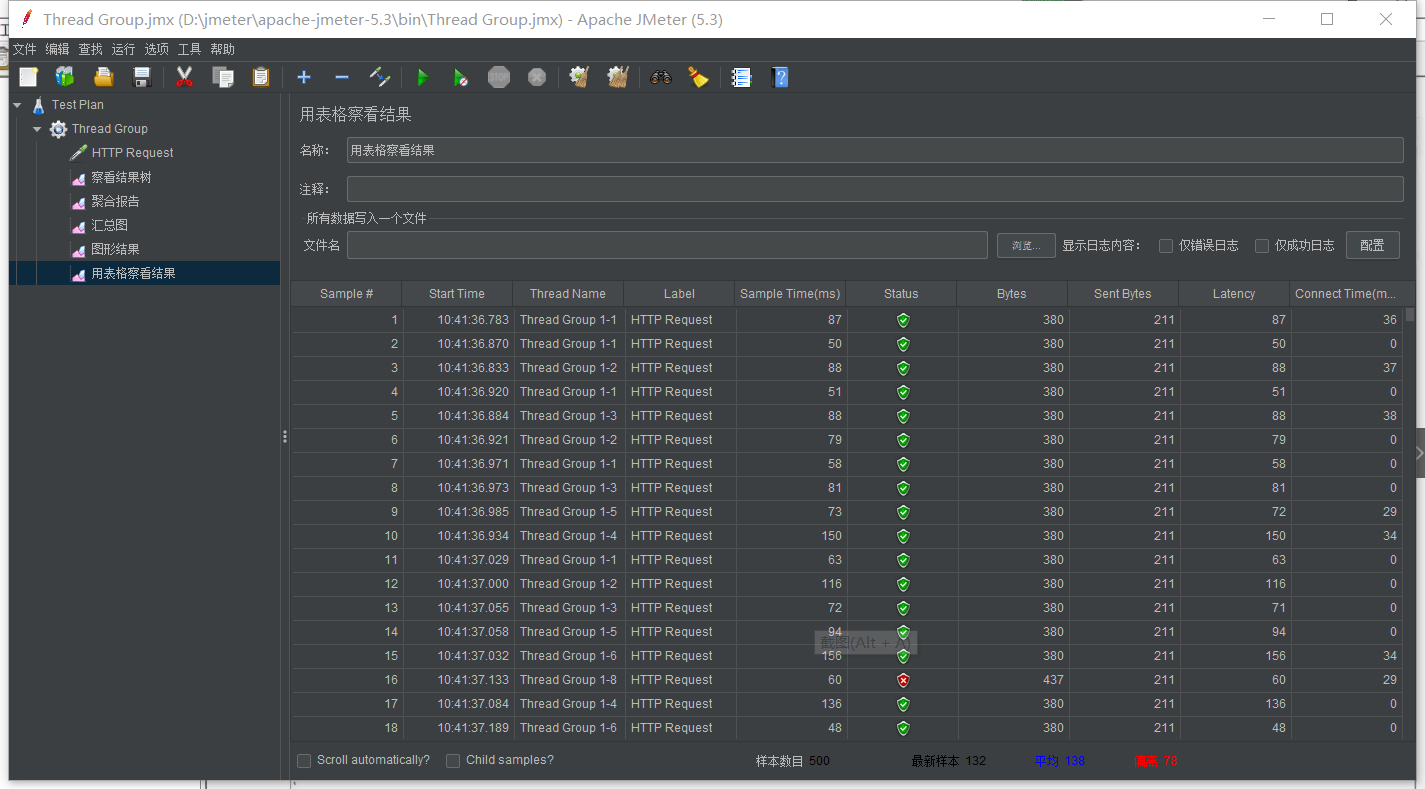 Thread Group.jmx (D:\jmeter\apache-jmeter-5.3\bin\Thread Group.jmx) - Apache JMeter (5.3)
文件 编辑 查找 运行 选项 工具 帮助
STOP
Test Plan
Thread Group
HTTP Request
察看结果树
聚合报告
汇总图
图形结果
用表格察看结果
用表格察看结果
名称: 用表格察看结果
注释:
所有数据写入一个文件
文件名 浏览... 显示日志内容: 仅错误日志 仅成功日志 配置
Sample # Start Time Thread Name Label Sample Time(ms) Status Bytes Sent Bytes Latency Connect Time(m...
1 10:41:36.783 Thread Group 1-1 HTTP Request 87 380 211 87 36
2 10:41:36.870 Thread Group 1-1 HTTP Request 50 380 211 50 0
3 10:41:36.833 Thread Group 1-2 HTTP Request 88 380 211 88 37
4 10:41:36.920 Thread Group 1-1 HTTP Request 51 380 211 51 0
5 10:41:36.884 Thread Group 1-3 HTTP Request 88 380 211 88 38
6 10:41:36.921 Thread Group 1-2 HTTP Request 79 380 211 79 0
7 10:41:36.971 Thread Group 1-1 HTTP Request 58 380 211 58 0
8 10:41:36.973 Thread Group 1-3 HTTP Request 81 380 211 81 0
9 10:41:36.985 Thread Group 1-5 HTTP Request 73 380 211 72 29
10 10:41:36.934 Thread Group 1-4 HTTP Request 150 380 211 150 34
11 10:41:37.029 Thread Group 1-1 HTTP Request 63 380 211 63 0
12 10:41:37.000 Thread Group 1-2 HTTP Request 116 380 211 116 0
13 10:41:37.055 Thread Group 1-3 HTTP Request 72 380 211 71 0
14 10:41:37.058 Thread Group 1-5 HTTP Request 94 380 211 94 0
截图(Alt + A)
15 10:41:37.032 Thread Group 1-6 HTTP Request 156 380 211 156 34
16 10:41:37.133 Thread Group 1-8 HTTP Request 60 437 211 60 29
17 10:41:37.084 Thread Group 1-4 HTTP Request 136 380 211 136 0
18 10:41:37.189 Thread Group 1-6 HTTP Request 48 380 211 48 0
Scroll automatically? Child samples? 样本数目 500 最新样本 132 平均 138 偏离 78